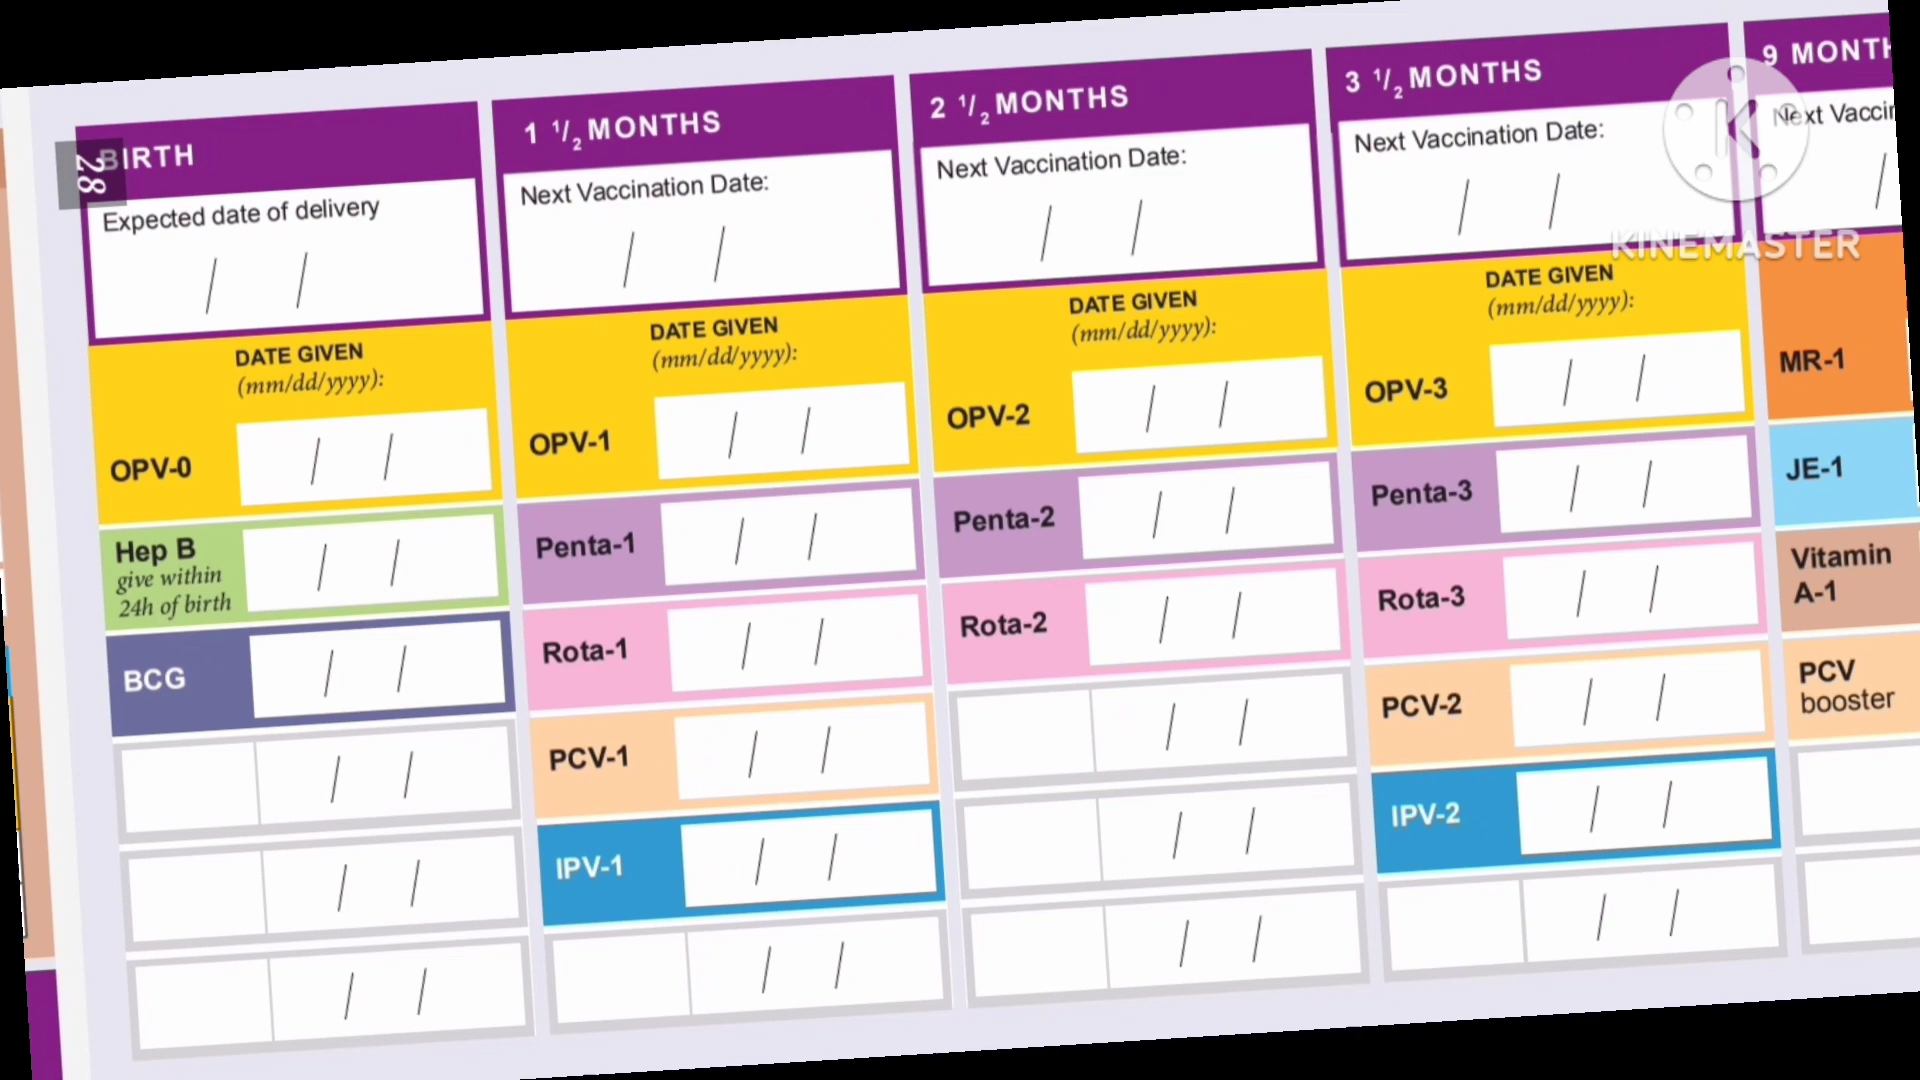 28
BIRTH
Expected date of delivery
/ /
DATE GIVEN
(mm/dd/yyyy):
OPV-0 / /
Hep B
give within
24h of birth / /
BCG / /
/ /
/ /
/ /
1 1/2 MONTHS
Next Vaccination Date:
/ /
DATE GIVEN
(mm/dd/yyyy):
OPV-1 / /
Penta-1 / /
Rota-1 / /
PCV-1 / /
IPV-1 / /
/ /
2 1/2 MONTHS
Next Vaccination Date:
/ /
DATE GIVEN
(mm/dd/yyyy):
OPV-2 / /
Penta-2 / /
Rota-2 / /
/ /
/ /
/ /
3 1/2 MONTHS
Next Vaccination Date:
/ /
DATE GIVEN
(mm/dd/yyyy):
OPV-3 / /
Penta-3 / /
Rota-3 / /
PCV-2 / /
IPV-2 / /
/ /
9 MONTH
Next Vaccin
/
MR-1
JE-1
Vitamin
A-1
PCV
booster
K
KINEMASTER